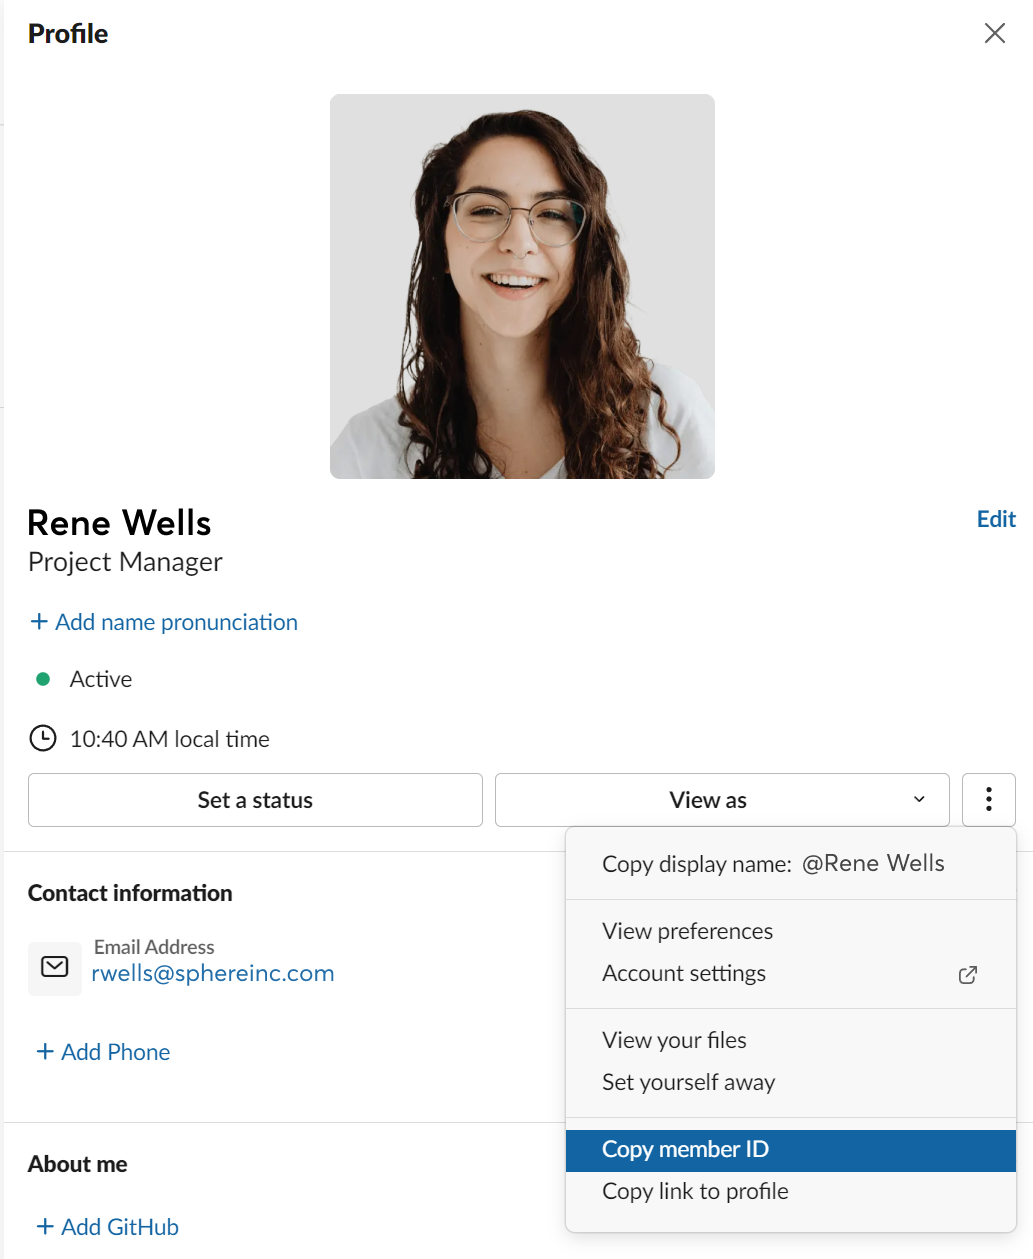 Profile
Rene Wells
Edit
Project Manager
+ Add name pronunciation
Active
10:40 AM local time
Set a status
View as
Copy display name: @Rene Wells
View preferences
Account settings
View your files
Set yourself away
Copy member ID
Copy link to profile
Contact information
Email Address
rwells@sphereinc.com
+ Add Phone
About me
+ Add GitHub